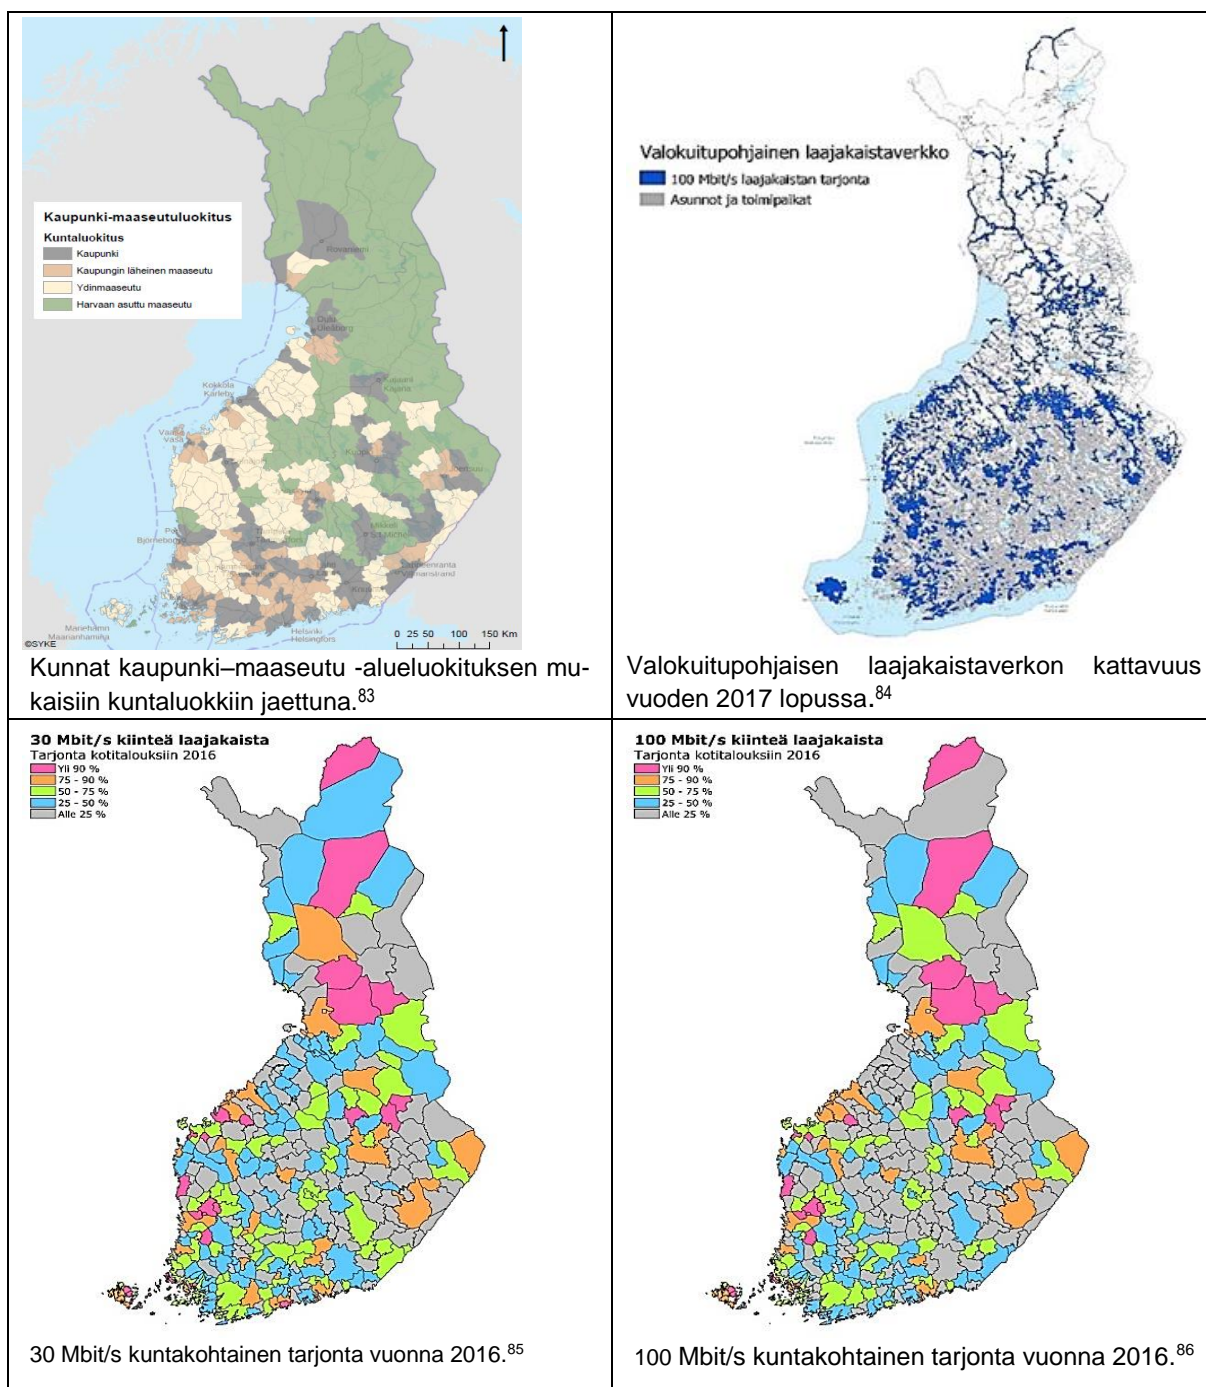 Kaupunki-maaseutuluokitus
Kuntaluokitus
Kaupunki
Kaupungin läheinen maaseutu
Ydinmaaseutu
Harvaan asuttu maaseutu
Rovaniemi
Oulu
Uleåborg
Kajaani
Kajana
Kokkola
Karleby
Vaasa
Vasa
Kuopio
Joensuu
Mikkeli
S:t Michel
Pori
Björneborg
Lappeenranta
Villmanstrand
Maarianhamina
Helsinki
Helsingfors
0 25 50 100 150 Km
©SYKE
Kunnat kaupunki–maaseutu -alueluokituksen mu-
kaisiin kuntaluokkiin jaettuna.83
Valokuitupohjainen laajakaistaverkko
100 Mbit/s laajakaistan tarjonta
Asunnot ja toimipaikat
Valokuitupohjaisen laajakaistaverkon kattavuus
vuoden 2017 lopussa.84
30 Mbit/s kiinteä laajakaista
Tarjonta kotitalouksiin 2016
Yli 90 %
75 - 90 %
50 - 75 %
25 - 50 %
Alle 25 %
30 Mbit/s kuntakohtainen tarjonta vuonna 2016.85
100 Mbit/s kiinteä laajakaista
Tarjonta kotitalouksiin 2016
Yli 90 %
75 - 90 %
50 - 75 %
25 - 50 %
Alle 25 %
100 Mbit/s kuntakohtainen tarjonta vuonna 2016.86